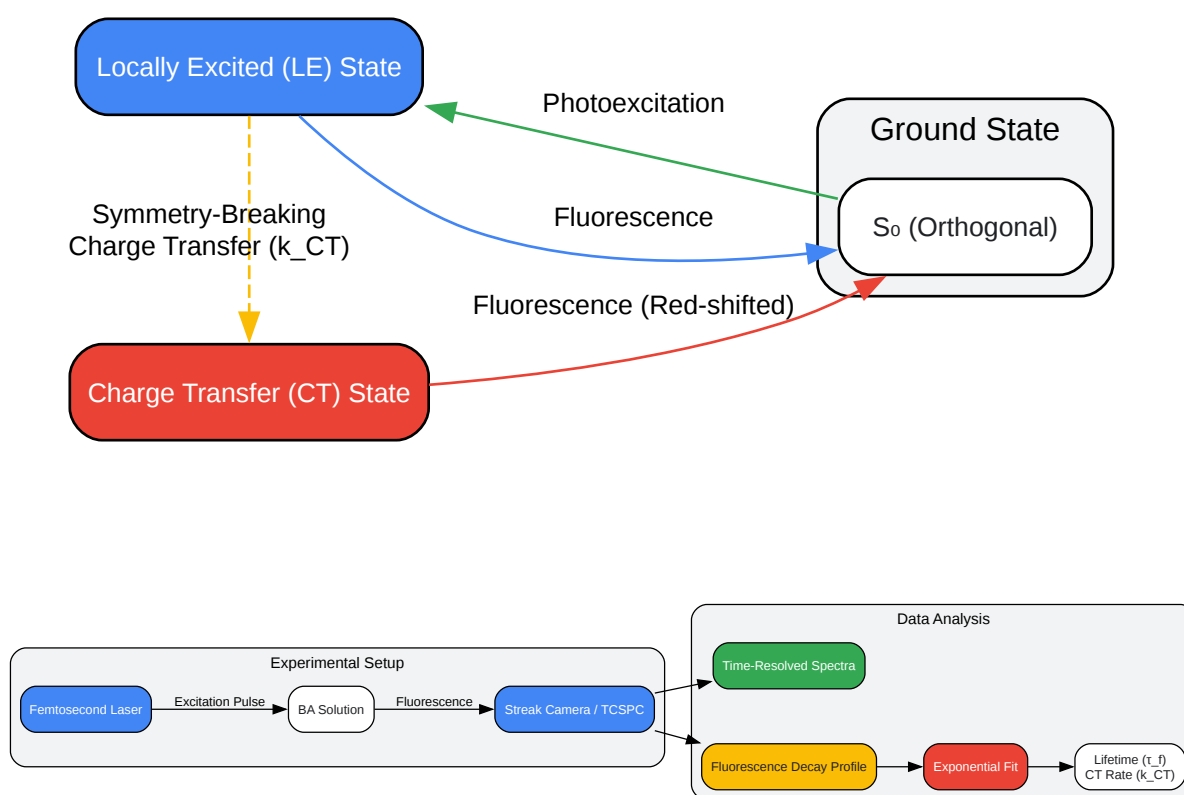 Locally Excited (LE) State
Photoexcitation
Ground State
Symmetry-Breaking
Charge Transfer (k_CT)
Fluorescence
S₀ (Orthogonal)
Fluorescence (Red-shifted)
Charge Transfer (CT) State
Experimental Setup
Femtosecond Laser
Excitation Pulse
BA Solution
Fluorescence
Streak Camera / TCSPC
Data Analysis
Time-Resolved Spectra
Fluorescence Decay Profile
Exponential Fit
Lifetime (τ_f)
CT Rate (k_CT)